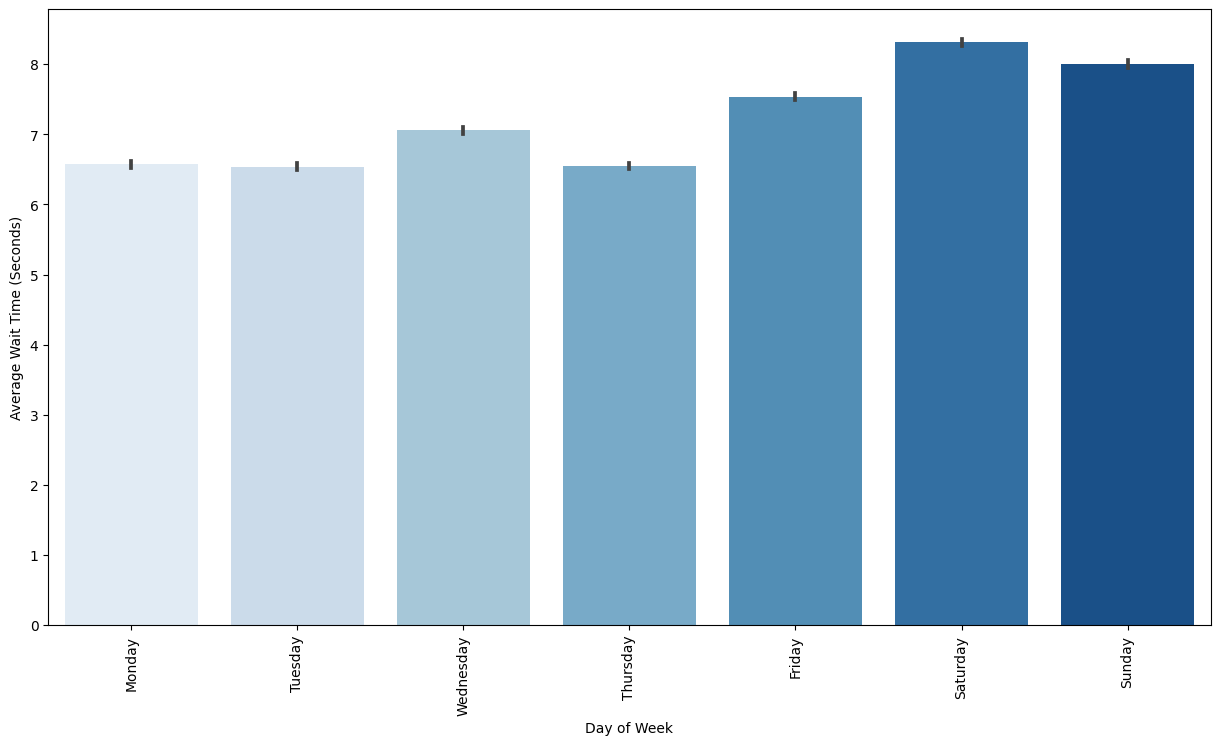 Average Wait Time (Seconds)
8
7
6
5
4
3
2
1
0
Monday
Tuesday
Wednesday
Thursday
Friday
Saturday
Sunday
Day of Week